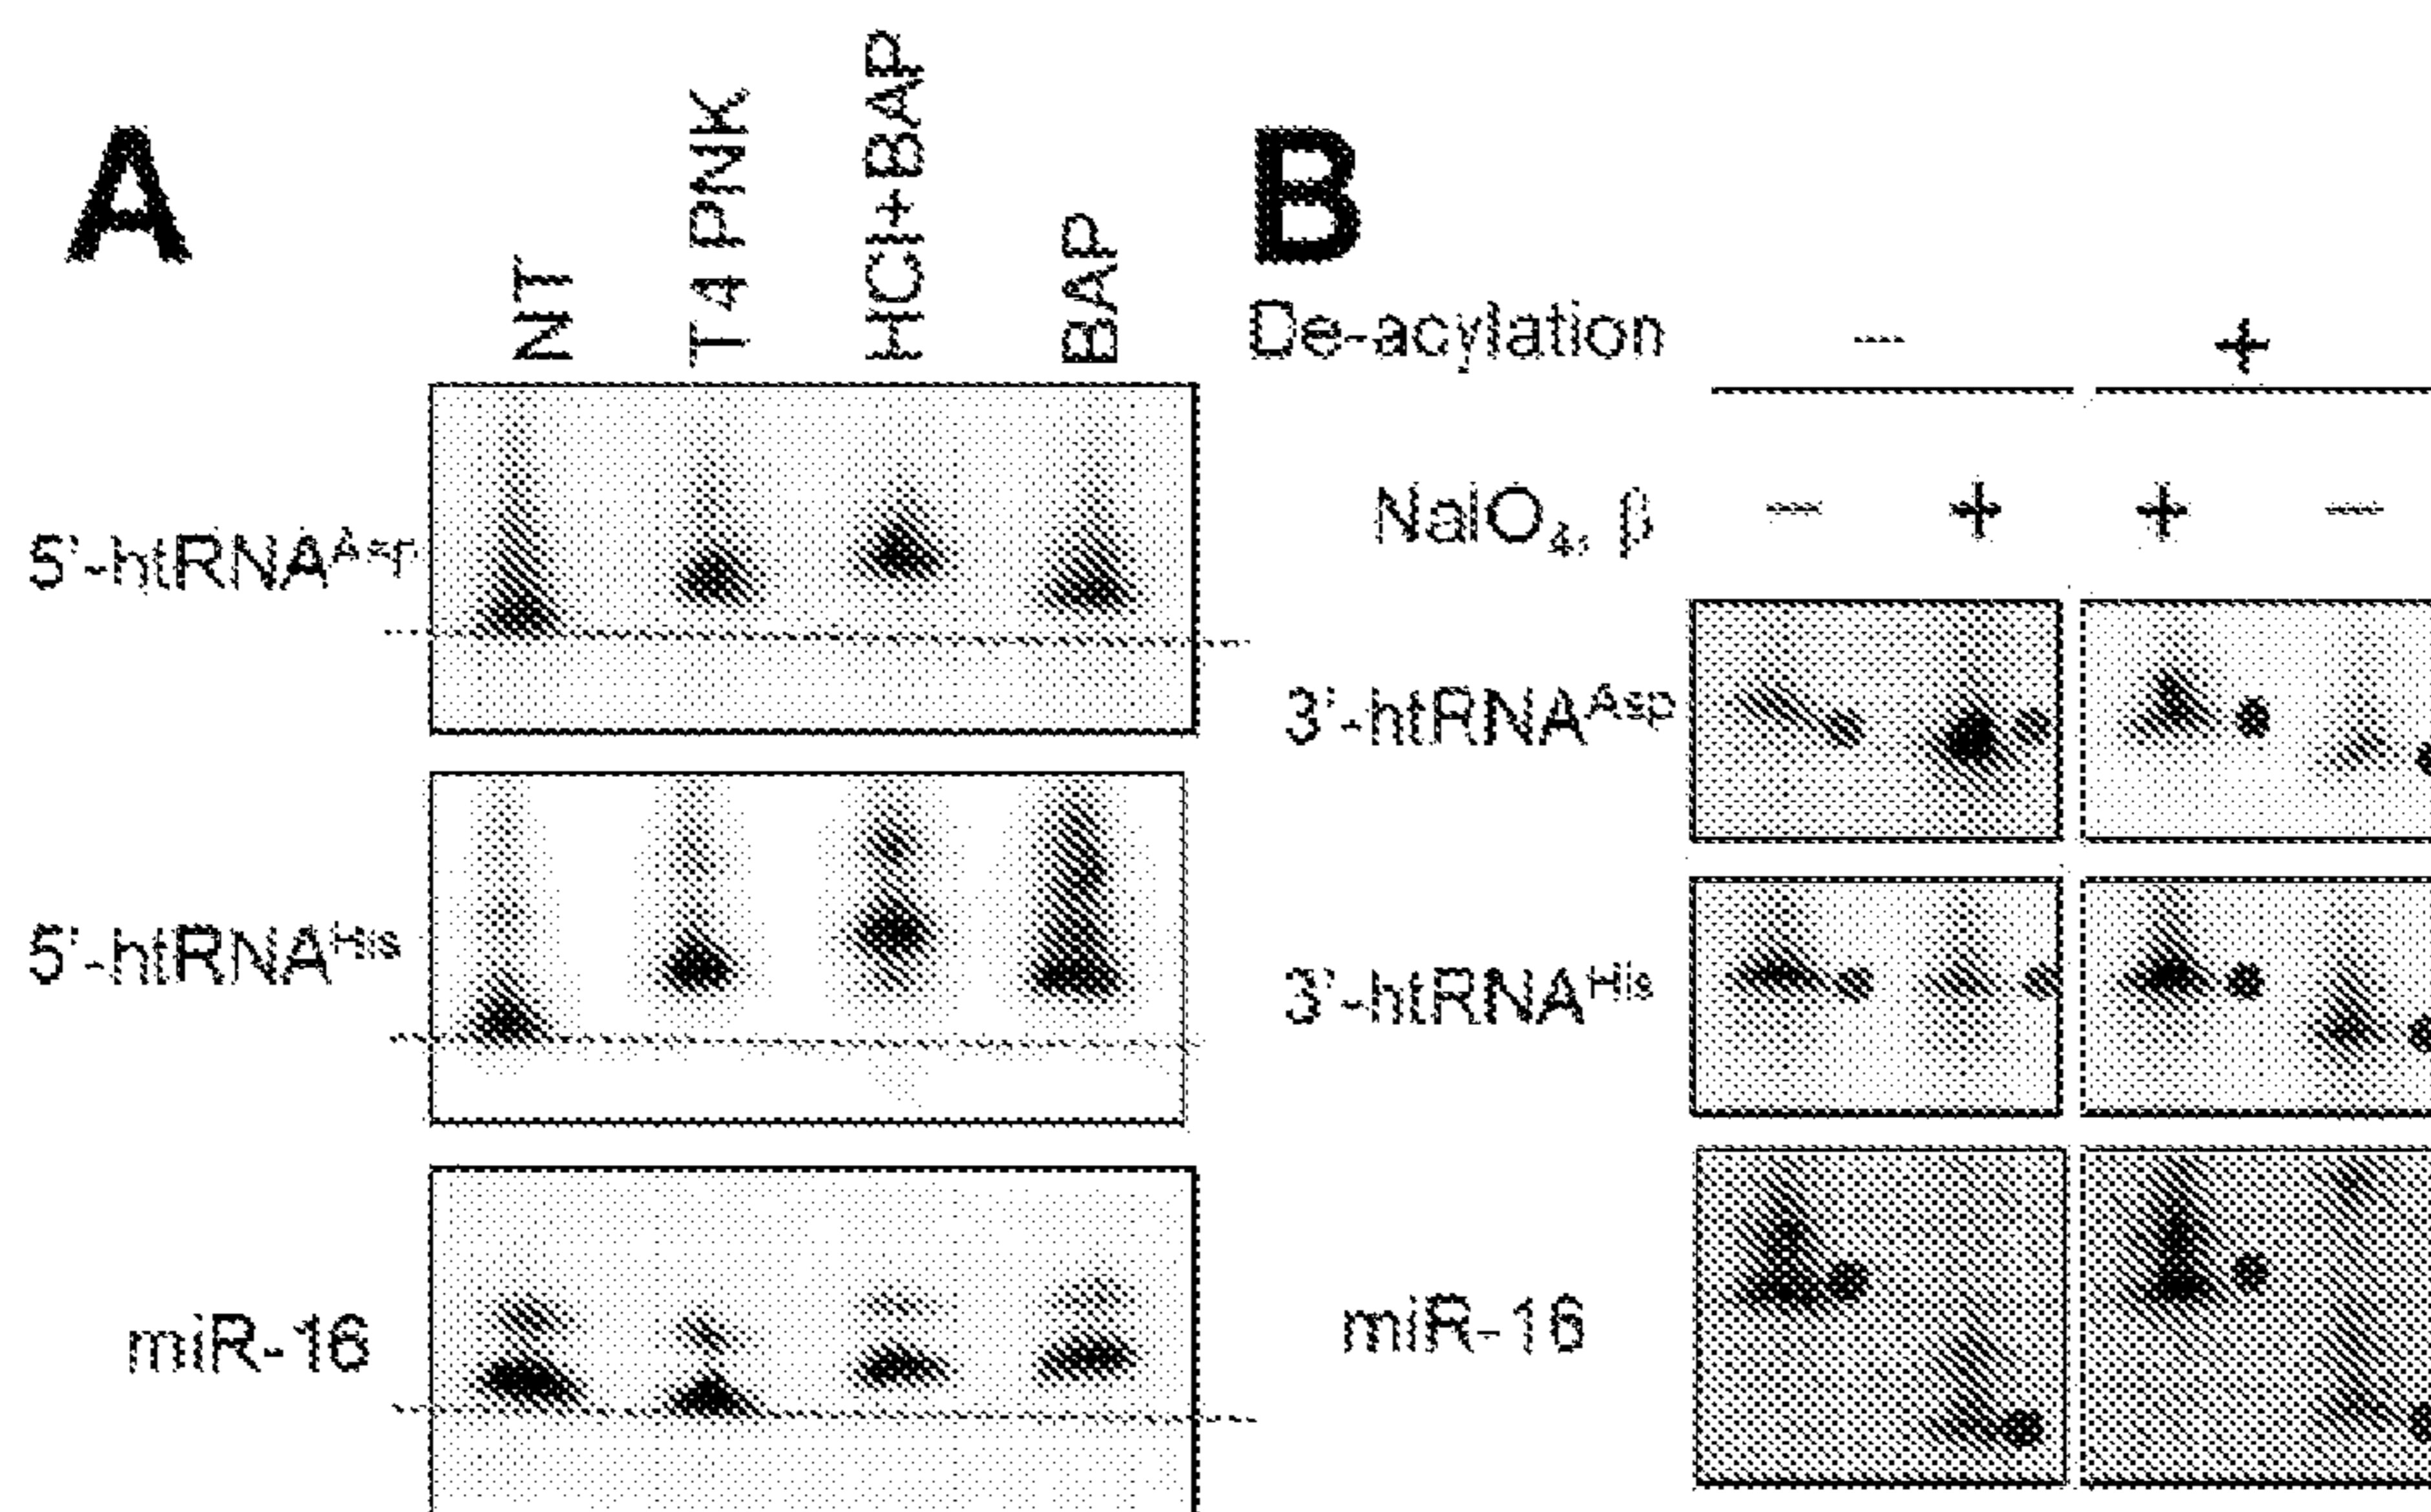 A
NT
T4 PNK
HCl+BAP
BAP
5'-htRNAAsp
5'-htRNAHis
miR-16
B
De-acylation – +
NaIO4, β – + + –
3'-htRNAAsp
3'-htRNAHis
miR-16